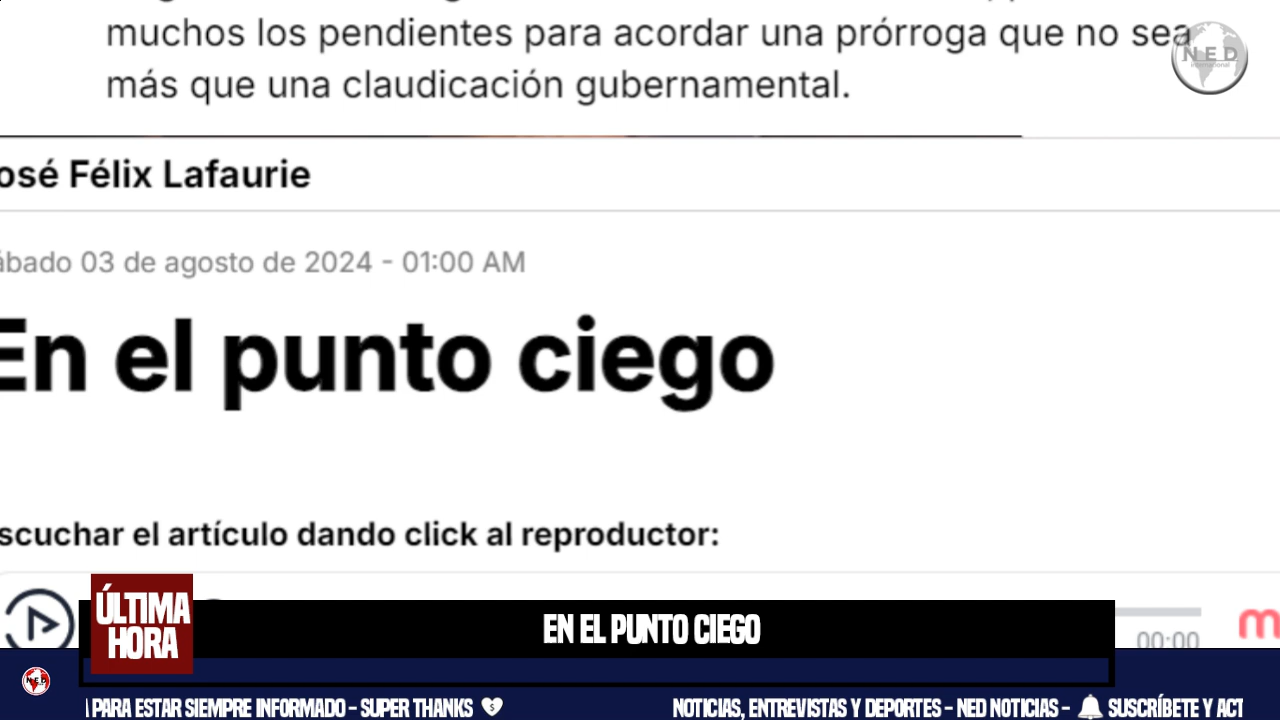 muchos los pendientes para acordar una prórroga que no sea
más que una claudicación gubernamental.
NED
international
osé Félix Lafaurie
ábado 03 de agosto de 2024 - 01:00 AM
En el punto ciego
scuchar el artículo dando click al reproductor:
00:00
m
ÚLTIMA
HORA
EN EL PUNTO CIEGO
NED
A PARA ESTAR SIEMPRE INFORMADO - SUPER THANKS
NOTICIAS, ENTREVISTAS Y DEPORTES - NED NOTICIAS - SUSCRÍBETE Y ACT